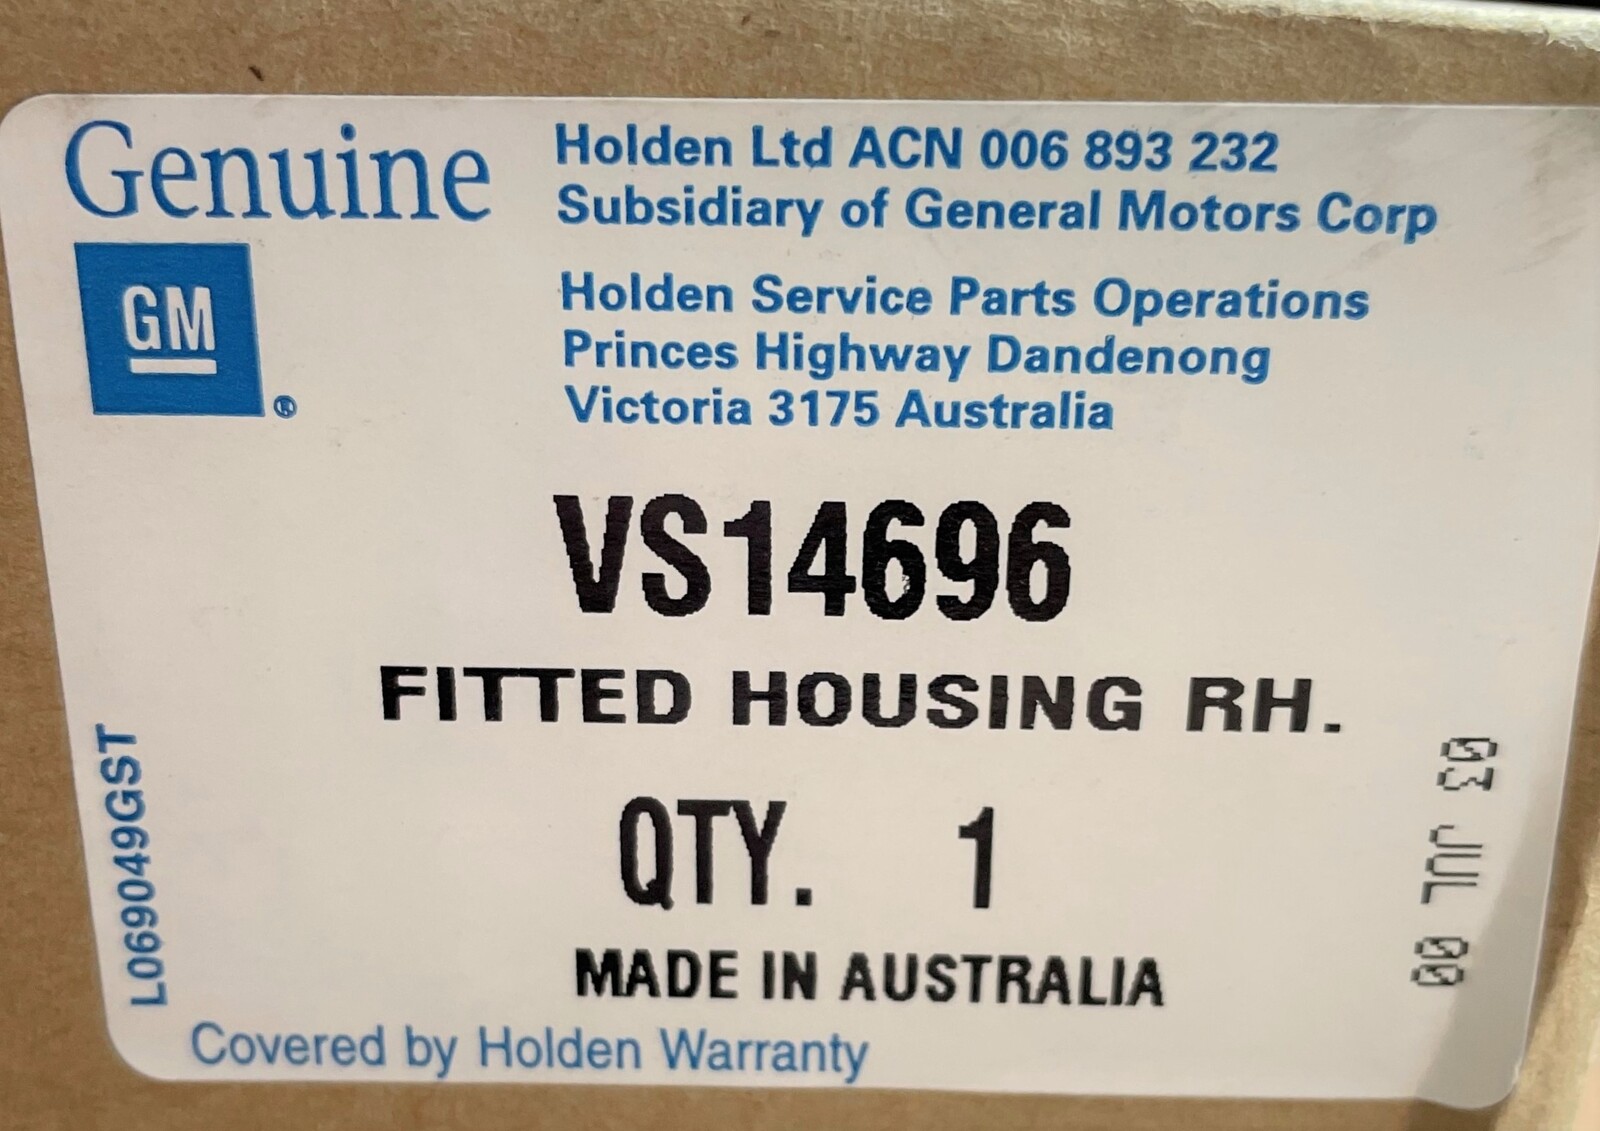 Genuine
GM
®
Holden Ltd ACN 006 893 232
Subsidiary of General Motors Corp
Holden Service Parts Operations
Princes Highway Dandenong
Victoria 3175 Australia
VS14696
FITTED HOUSING RH.
QTY. 1
MADE IN AUSTRALIA
Covered by Holden Warranty
L069049GST
03 JUL 00